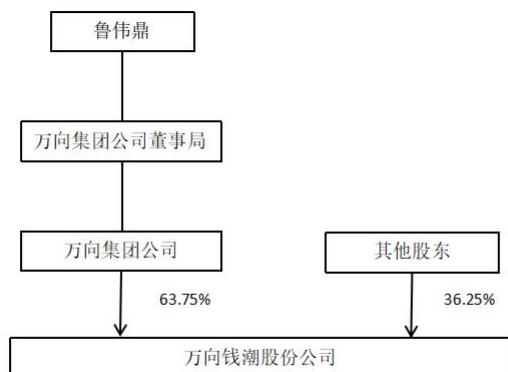 鲁伟鼎
万向集团公司董事局
万向集团公司
其他股东
63.75%
36.25%
万向钱潮股份公司